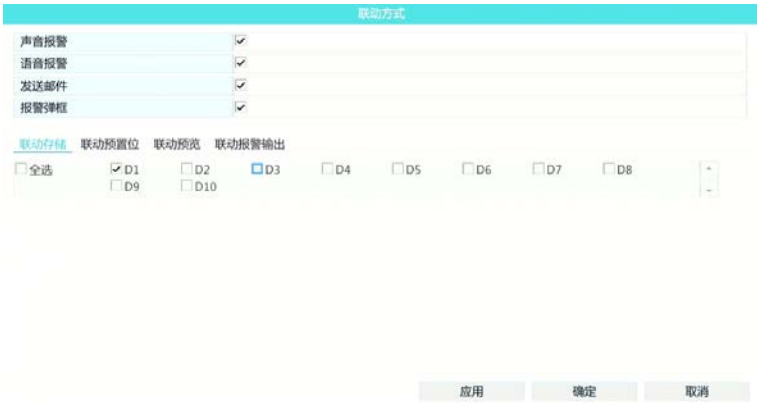 联动方式
声音报警
语音报警
发送邮件
报警弹框
联动存储 联动预置位 联动预览 联动报警输出
全选 D1 D2 D3 D4 D5 D6 D7 D8
D9 D10
应用 确定 取消